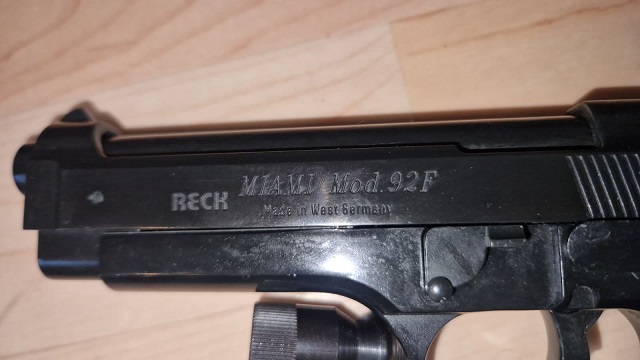 RECK MIAMI Mod. 92F
Made in West Germany